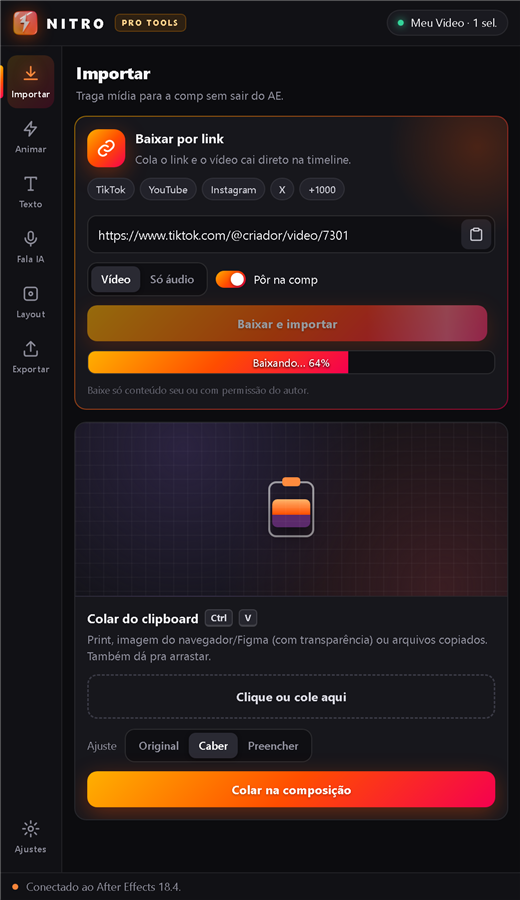 NITRO PRO TOOLS
Meu Video · 1 sel.
Importar
Animar
Texto
Fala IA
Layout
Exportar
Ajustes
Importar
Traga mídia para a comp sem sair do AE.
Baixar por link
Cola o link e o vídeo cai direto na timeline.
TikTok YouTube Instagram X +1000
https://www.tiktok.com/@criador/video/7301
Vídeo Só áudio Pôr na comp
Baixar e importar
Baixando... 64%
Baixe só conteúdo seu ou com permissão do autor.
Colar do clipboard Ctrl V
Print, imagem do navegador/Figma (com transparência) ou arquivos copiados.
Também dá pra arrastar.
Clique ou cole aqui
Ajuste Original Caber Preencher
Colar na composição
Conectado ao After Effects 18.4.